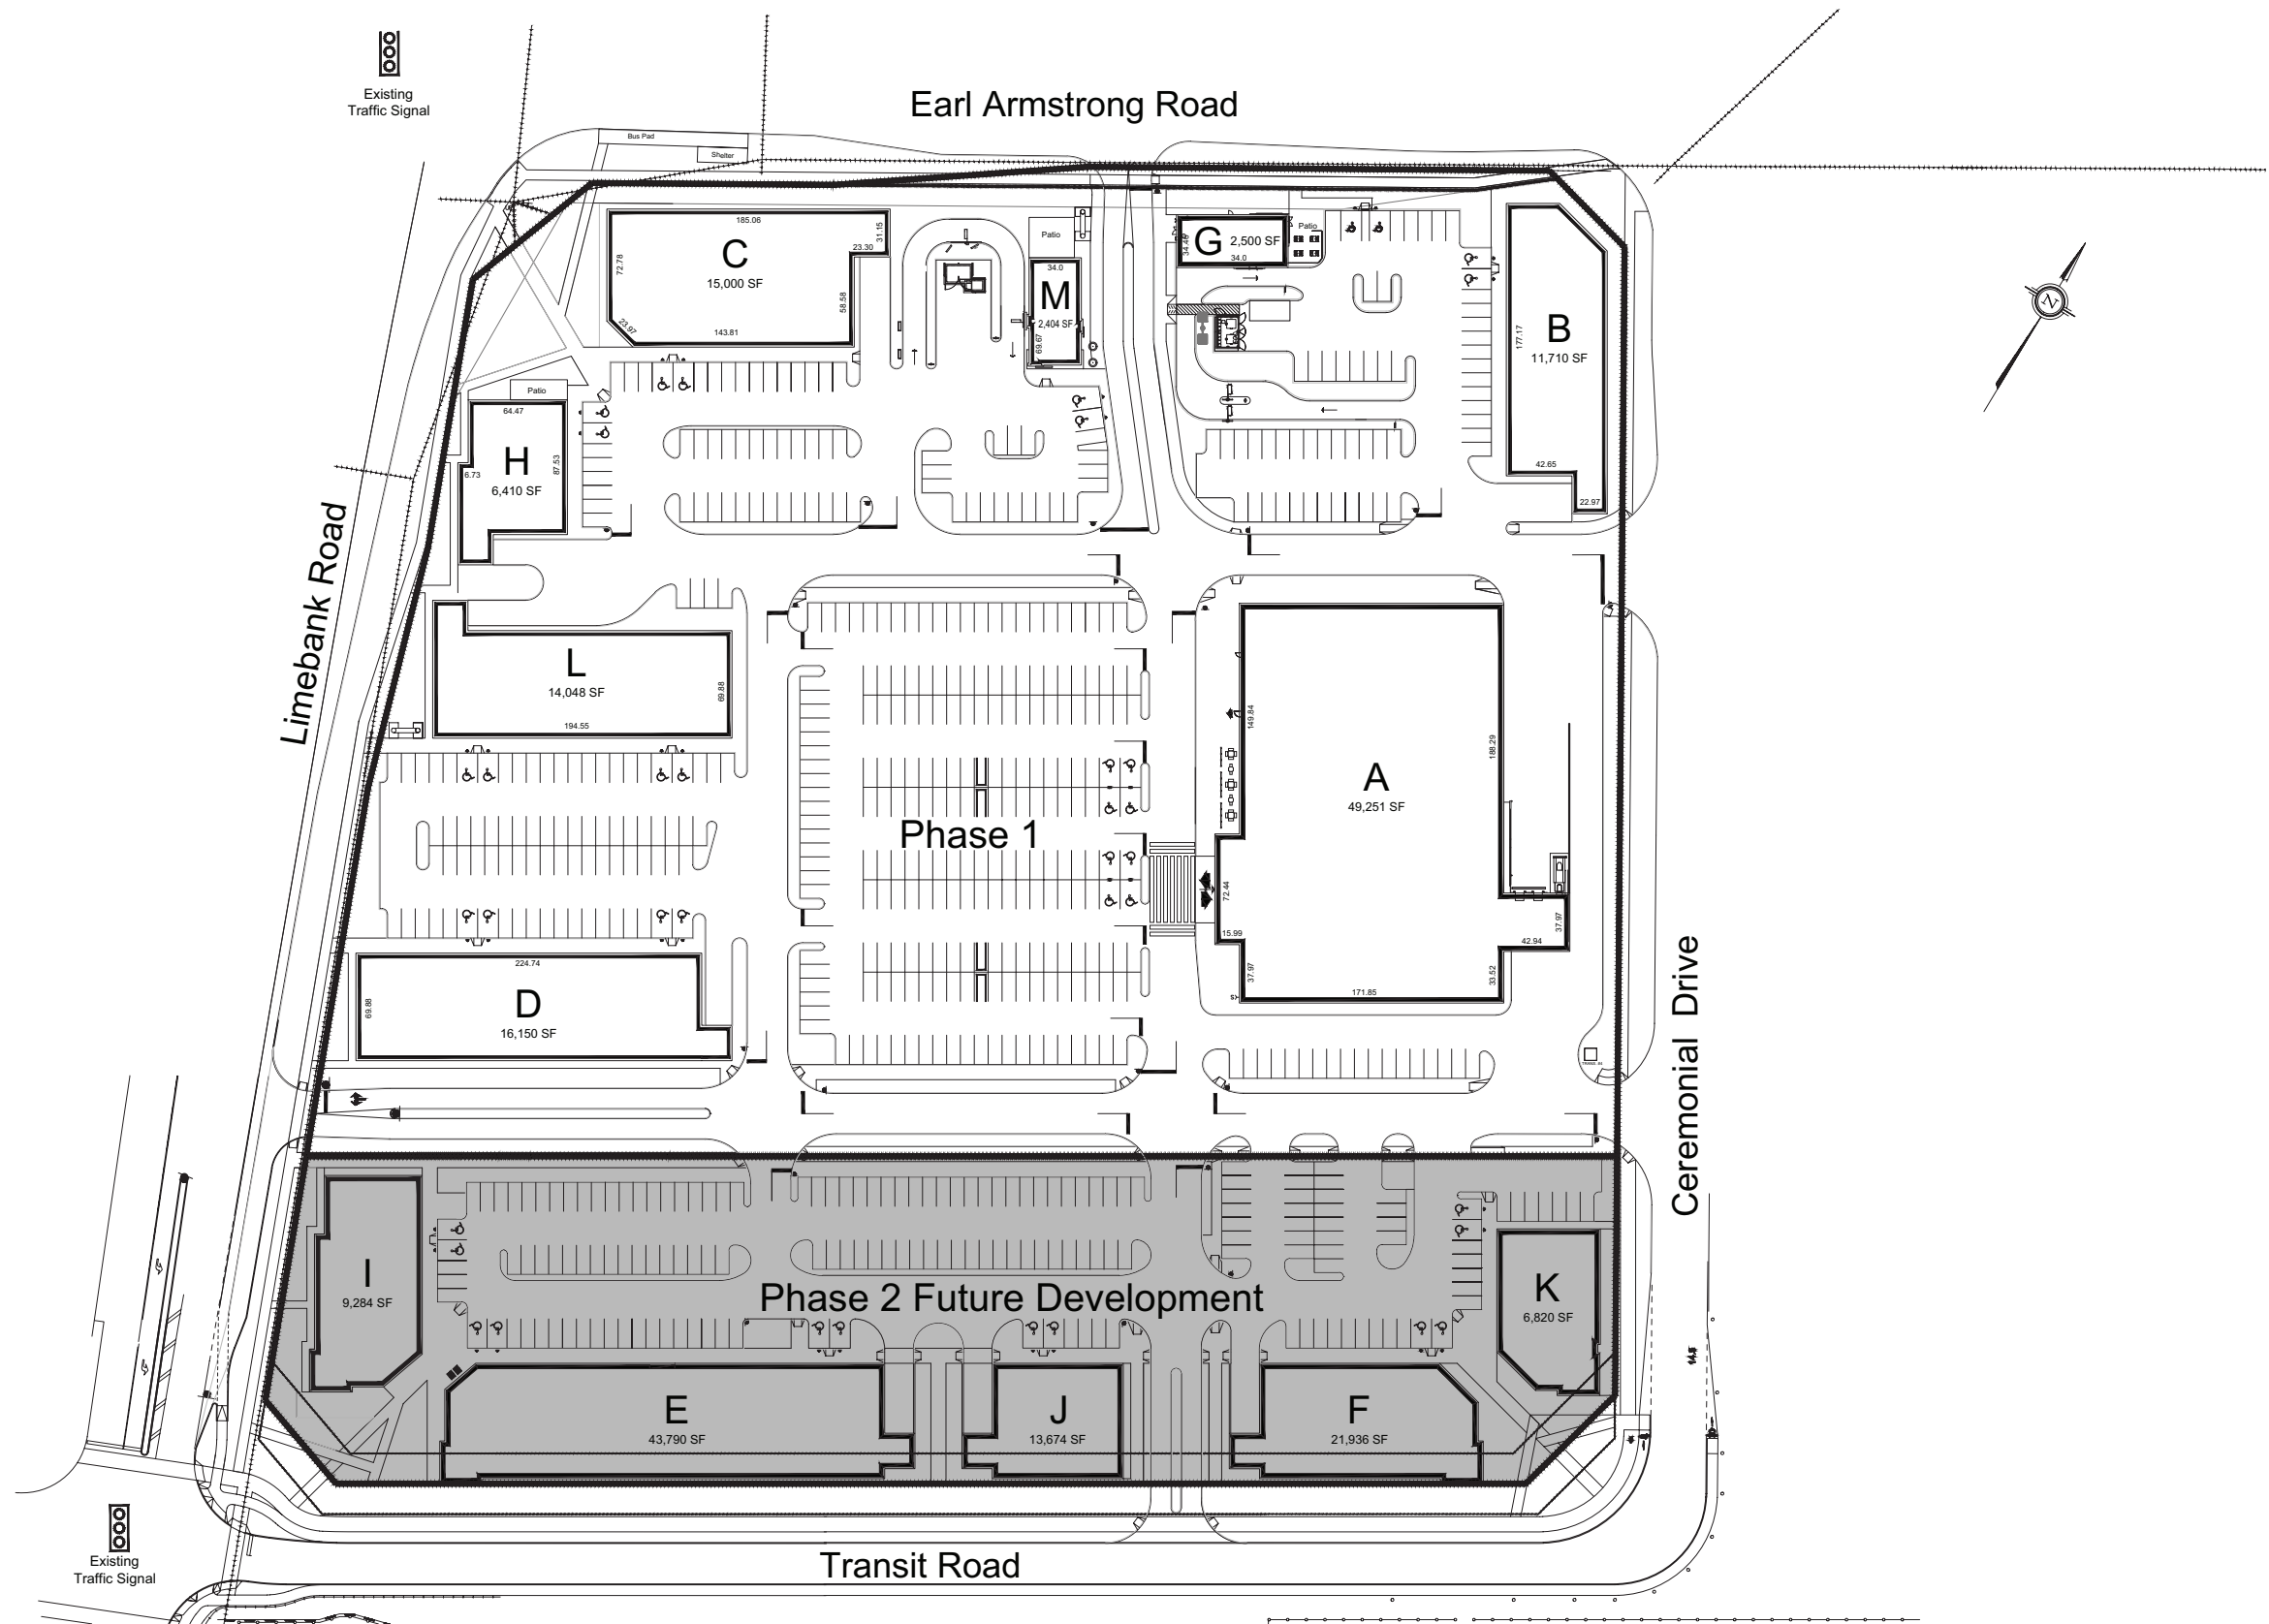 Existing
Traffic Signal
Earl Armstrong Road
Bus Pad
Shelter
185.06
31.15
23.30
C
15,000 SF
72.78
58.58
23.97
143.81
Patio
34.0
M
2,404 SF
69.67
G
2,500 SF
34.0
Patio
B
11,710 SF
177.17
42.65
22.97
N
Patio
64.47
H
6,410 SF
6.73
87.53
Limebank Road
L
14,048 SF
69.88
194.55
Phase 1
A
49,251 SF
149.84
188.29
72.44
15.99
37.97
42.94
37.97
33.52
171.85
224.74
D
16,150 SF
69.88
Ceremonial Drive
I
9,284 SF
Phase 2 Future Development
K
6,820 SF
E
43,790 SF
J
13,674 SF
F
21,936 SF
Existing
Traffic Signal
Transit Road